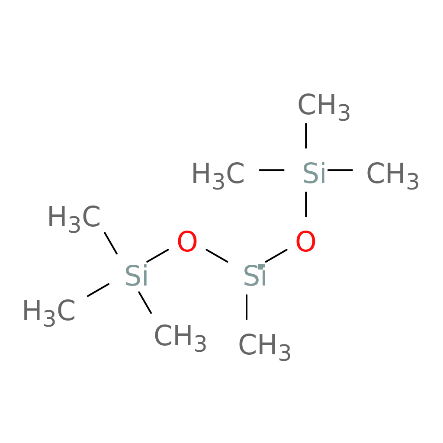 CH₃
H₃C Si CH₃
H₃C O O
Si Si
H₃C CH₃ CH₃